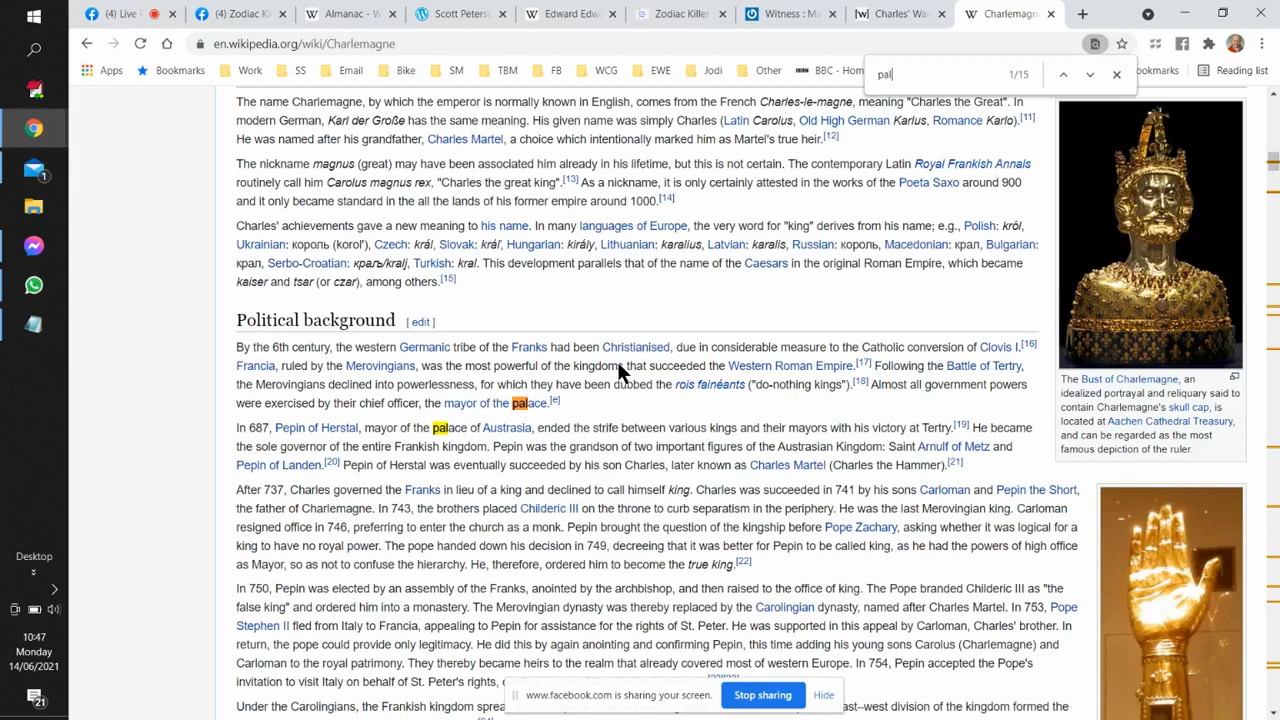 (4) Live P
(4) Zodiac Ki
Almanac - W
Scott Peters
Edward Edw
Zodiac Killer
Witness : Ma
Charles' Wai
Charlemagne
en.wikipedia.org/wiki/Charlemagne
Apps
Work
SS
Email
Bike
SM
TBM
FB
WCG
EWE
Jodi
Other
BBC - Hom
okmarks
Reading list
pal
1/15
The name Charlemagne, by which the emperor is normally known in English, comes from the French Charles-le-magne, meaning "Charles the Great". In
modern German, Karl der Große has the same meaning. His given name was simply Charles (Latin Carolus, Old High German Karlus, Romance Karlo).[11]
He was named after his grandfather, Charles Martel, a choice which intentionally marked him as Martel's true heir.[12]
The nickname magnus (great) may have been associated him already in his lifetime, but this is not certain. The contemporary Latin Royal Frankish Annals
routinely call him Carolus magnus rex, "Charles the great king".[13] As a nickname, it is only certainly attested in the works of the Poeta Saxo around 900
and it only became standard in the all the lands of his former empire around 1000.[14]
Charles' achievements gave a new meaning to his name. In many languages of Europe, the very word for "king" derives from his name; e.g., Polish: król,
Ukrainian: король (korol'), Czech: král, Slovak: kráľ, Hungarian: király, Lithuanian: karalius, Latvian: karalis, Russian: король, Macedonian: крал, Bulgarian:
крал, Serbo-Croatian: краљ/kralj, Turkish: kral. This development parallels that of the name of the Caesars in the original Roman Empire, which became
kaiser and tsar (or czar), among others.[15]
Political background [ edit ]
By the 6th century, the western Germanic tribe of the Franks had been Christianised, due in considerable measure to the Catholic conversion of Clovis I.[16]
Francia, ruled by the Merovingians, was the most powerful of the kingdoms that succeeded the Western Roman Empire.[17] Following the Battle of Tertry,
the Merovingians declined into powerlessness, for which they have been dubbed the rois fainéants ("do-nothing kings").[18] Almost all government powers
were exercised by their chief officer, the mayor of the palace.[e]
In 687, Pepin of Herstal, mayor of the palace of Austrasia, ended the strife between various kings and their mayors with his victory at Tertry.[19] He became
the sole governor of the entire Frankish kingdom. Pepin was the grandson of two important figures of the Austrasian Kingdom: Saint Arnulf of Metz and
Pepin of Landen.[20] Pepin of Herstal was eventually succeeded by his son Charles, later known as Charles Martel (Charles the Hammer).[21]
After 737, Charles governed the Franks in lieu of a king and declined to call himself king. Charles was succeeded in 741 by his sons Carloman and Pepin the Short,
the father of Charlemagne. In 743, the brothers placed Childeric III on the throne to curb separatism in the periphery. He was the last Merovingian king. Carloman
resigned office in 746, preferring to enter the church as a monk. Pepin brought the question of the kingship before Pope Zachary, asking whether it was logical for a
king to have no royal power. The pope handed down his decision in 749, decreeing that it was better for Pepin to be called king, as he had the powers of high office
as Mayor, so as not to confuse the hierarchy. He, therefore, ordered him to become the true king.[22]
In 750, Pepin was elected by an assembly of the Franks, anointed by the archbishop, and then raised to the office of king. The Pope branded Childeric III as "the
false king" and ordered him into a monastery. The Merovingian dynasty was thereby replaced by the Carolingian dynasty, named after Charles Martel. In 753, Pope
Stephen II fled from Italy to Francia, appealing to Pepin for assistance for the rights of St. Peter. He was supported in this appeal by Carloman, Charles' brother. In
return, the pope could provide only legitimacy. He did this by again anointing and confirming Pepin, this time adding his young sons Carolus (Charlemagne) and
Carloman to the royal patrimony. They thereby became heirs to the realm that already covered most of western Europe. In 754, Pepin accepted the Pope's
invitation to visit Italy on behalf of St. Peter's rights,
Under the Carolingians, the Frankish kingdom sprea
st–west division of the kingdom formed the
The Bust of Charlemagne, an
idealized portrayal and reliquary said to
contain Charlemagne's skull cap, is
located at Aachen Cathedral Treasury,
and can be regarded as the most
famous depiction of the ruler.
www.facebook.com is sharing your screen.
Stop sharing
Hide
1
Desktop
10:47
Monday
14/06/2021
21